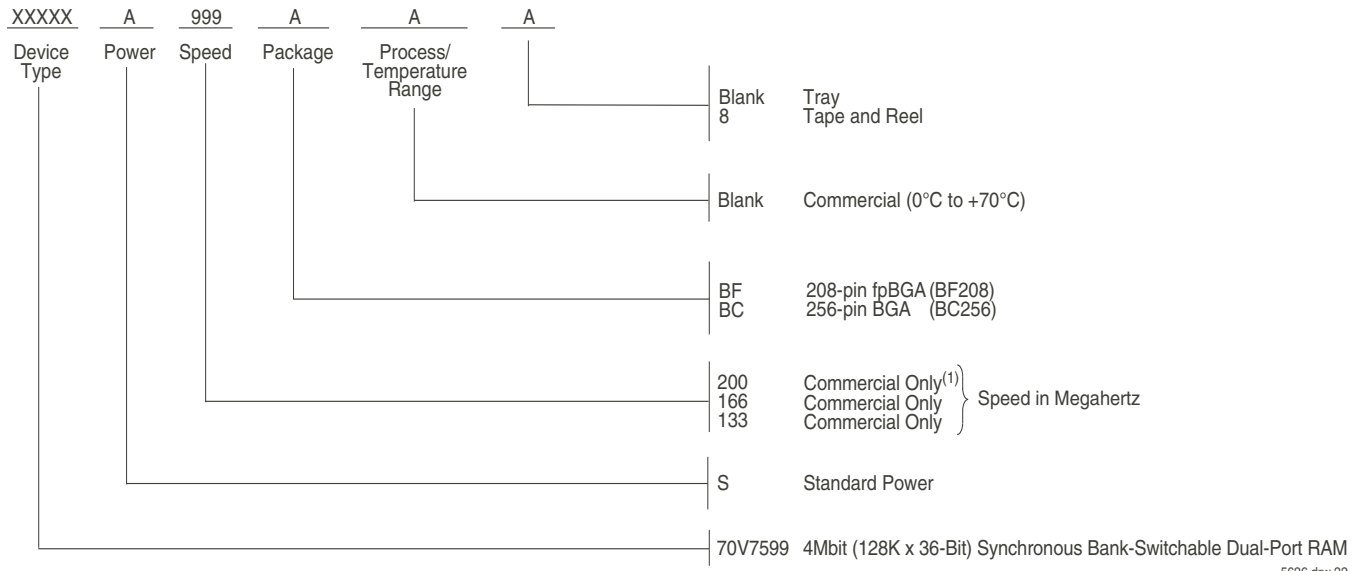 XXXXX A 999 A A A
Device Type
Power
Speed
Package
Process/
Temperature
Range
Blank Tray
8 Tape and Reel
Blank Commercial (0°C to +70°C)
BF 208-pin fpBGA (BF208)
BC 256-pin BGA (BC256)
200 Commercial Only(1)
166 Commercial Only
133 Commercial Only
Speed in Megahertz
S Standard Power
70V7599 4Mbit (128K x 36-Bit) Synchronous Bank-Switchable Dual-Port RAM